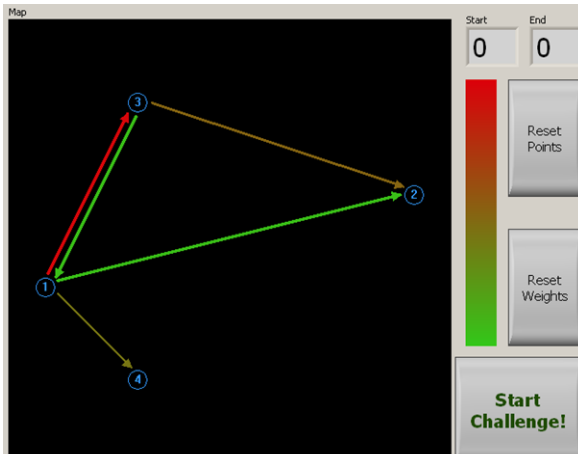 Map
Start
End
0
0
3
Reset
Points
2
1
Reset
Weights
4
Start
Challenge!